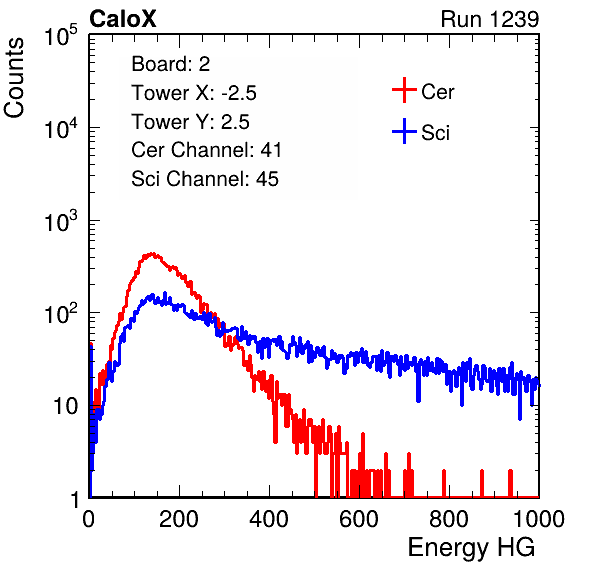 CaloX Run 1239
Counts
10^5
10^4
10^3
10^2
10
1
Board: 2
Tower X: -2.5
Tower Y: 2.5
Cer Channel: 41
Sci Channel: 45
Cer
Sci
0 200 400 600 800 1000
Energy HG